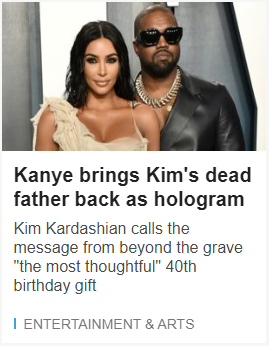 Kanye brings Kim's dead
father back as hologram
Kim Kardashian calls the
message from beyond the grave
"the most thoughtful" 40th
birthday gift
ENTERTAINMENT & ARTS